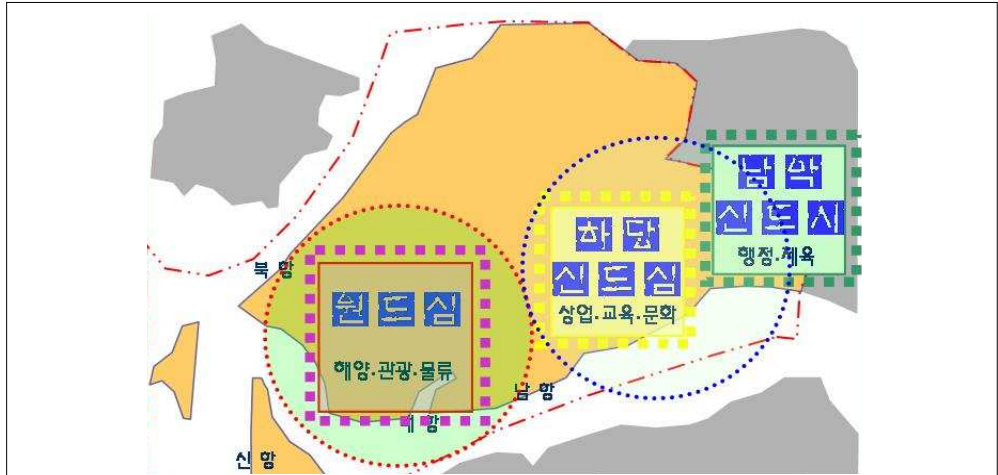 남 악
신 도 시
행정·체육
하 당
신 도 심
상업·교육·문화
북 항
원 도 심
해양·관광·물류
남 항
신 항